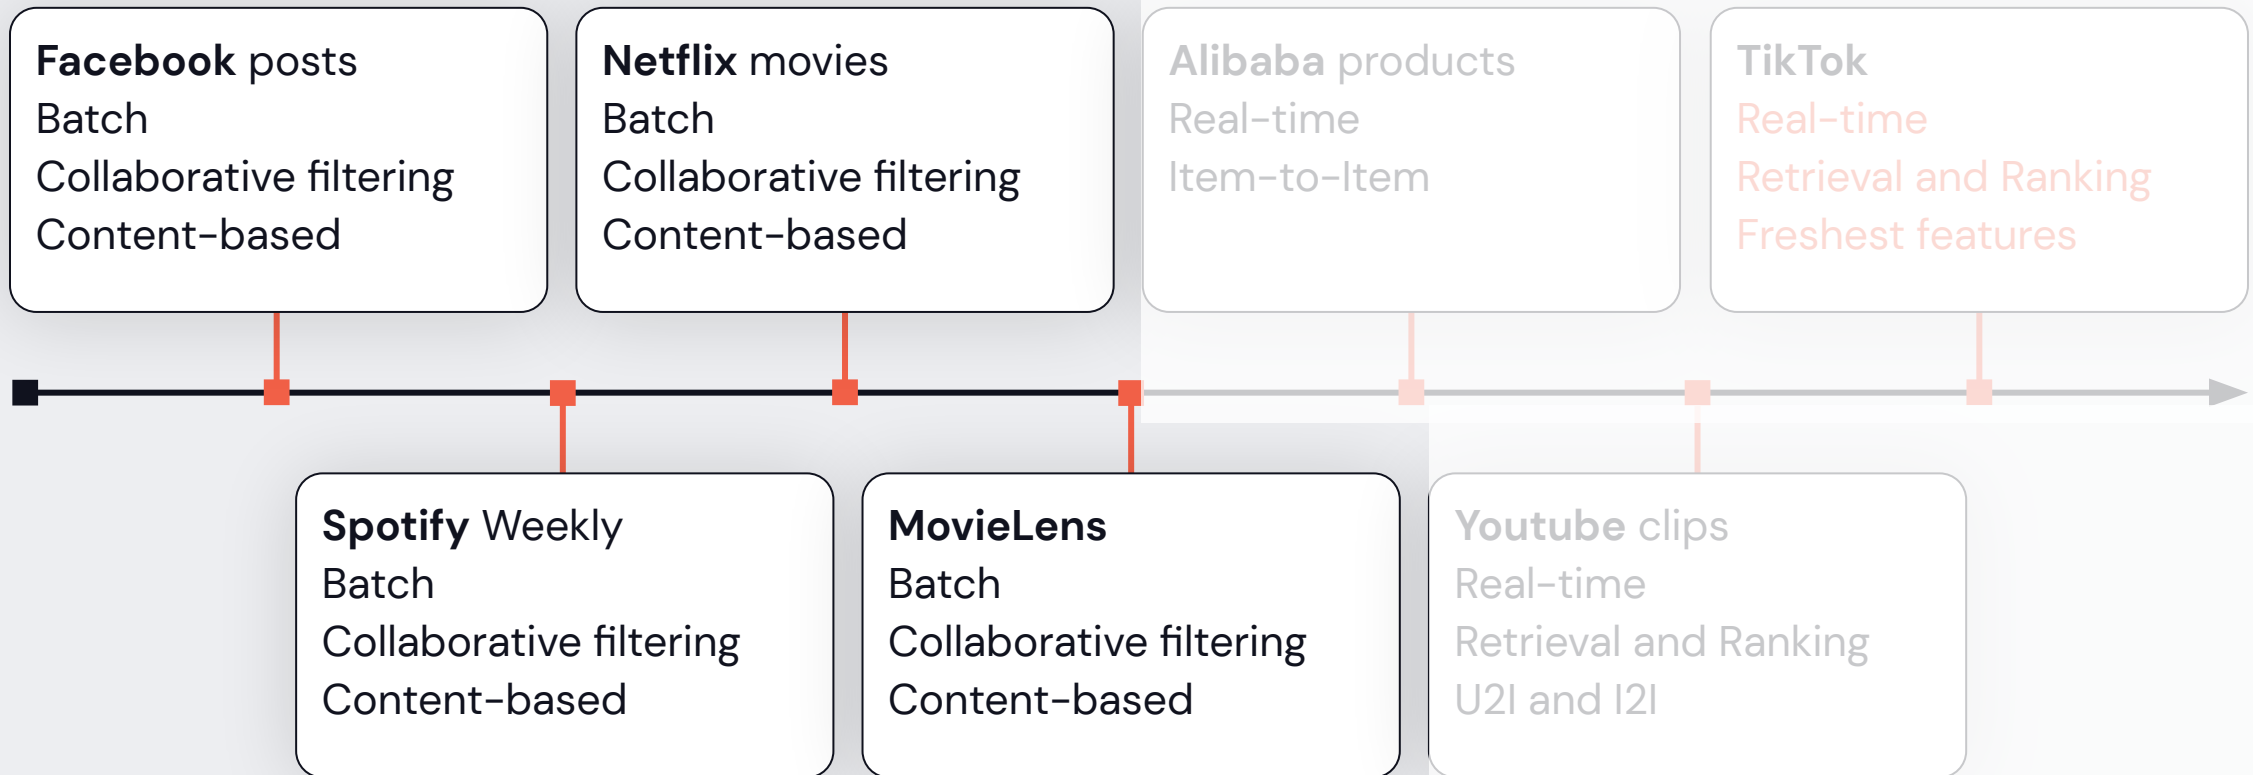 Facebook posts
Batch
Collaborative filtering
Content-based
Netflix movies
Batch
Collaborative filtering
Content-based
Alibaba products
Real-time
Item-to-Item
TikTok
Real-time
Retrieval and Ranking
Freshest features
Spotify Weekly
Batch
Collaborative filtering
Content-based
MovieLens
Batch
Collaborative filtering
Content-based
Youtube clips
Real-time
Retrieval and Ranking
U2I and I2I